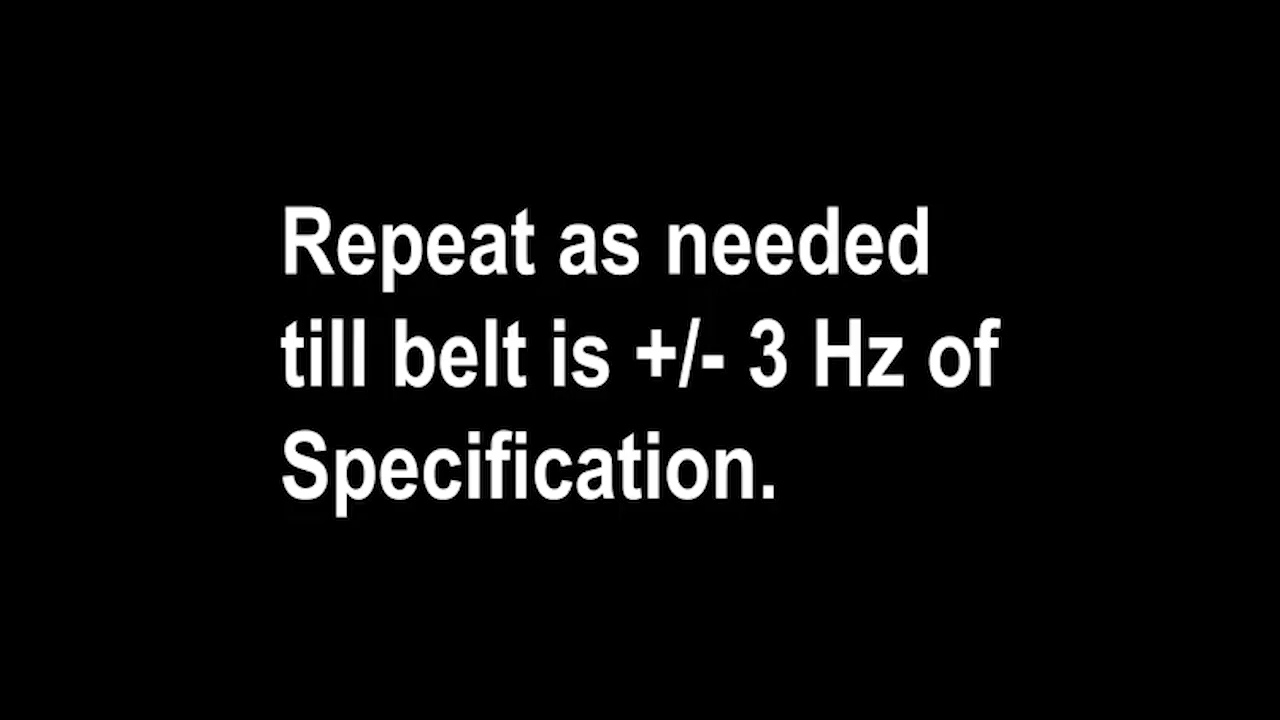 Repeat as needed
till belt is +/- 3 Hz of
Specification.